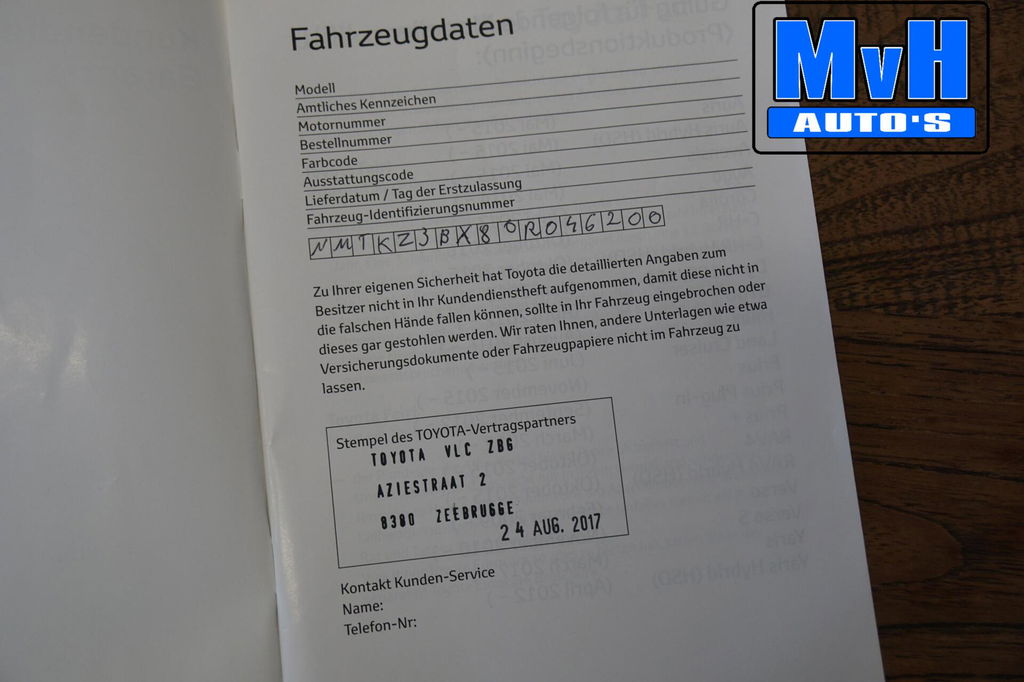 Fahrzeugdaten
Modell
Amtliches Kennzeichen
Motornummer
Bestellnummer
Farbcode
Ausstattungscode
Lieferdatum / Tag der Erstzulassung
Fahrzeug-Identifizierungsnummer
NMTKZ3BX80R046200
Zu Ihrer eigenen Sicherheit hat Toyota die detaillierten Angaben zum
Besitzer nicht in Ihr Kundendienstheft aufgenommen, damit diese nicht in
die falschen Hände fallen können, sollte in Ihr Fahrzeug eingebrochen oder
dieses gar gestohlen werden. Wir raten Ihnen, andere Unterlagen wie etwa
Versicherungsdokumente oder Fahrzeugpapiere nicht im Fahrzeug zu
lassen.
Stempel des TOYOTA-Vertragspartners
TOYOTA VLC ZBG
AZIESTRAAT 2
8380 ZEEBRUGGE
24 AUG. 2017
Kontakt Kunden-Service
Name:
Telefon-Nr:
MvH
AUTO'S